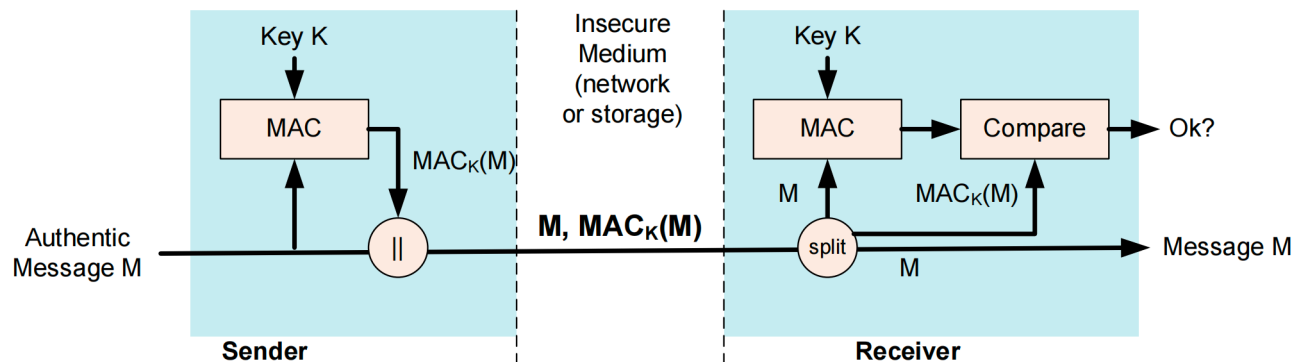 Key K
MAC
MACK(M)
Authentic
Message M
||
Sender
Insecure
Medium
(network
or storage)
M, MACK(M)
Key K
MAC
Compare
Ok?
M
MACK(M)
split
M
Message M
Receiver